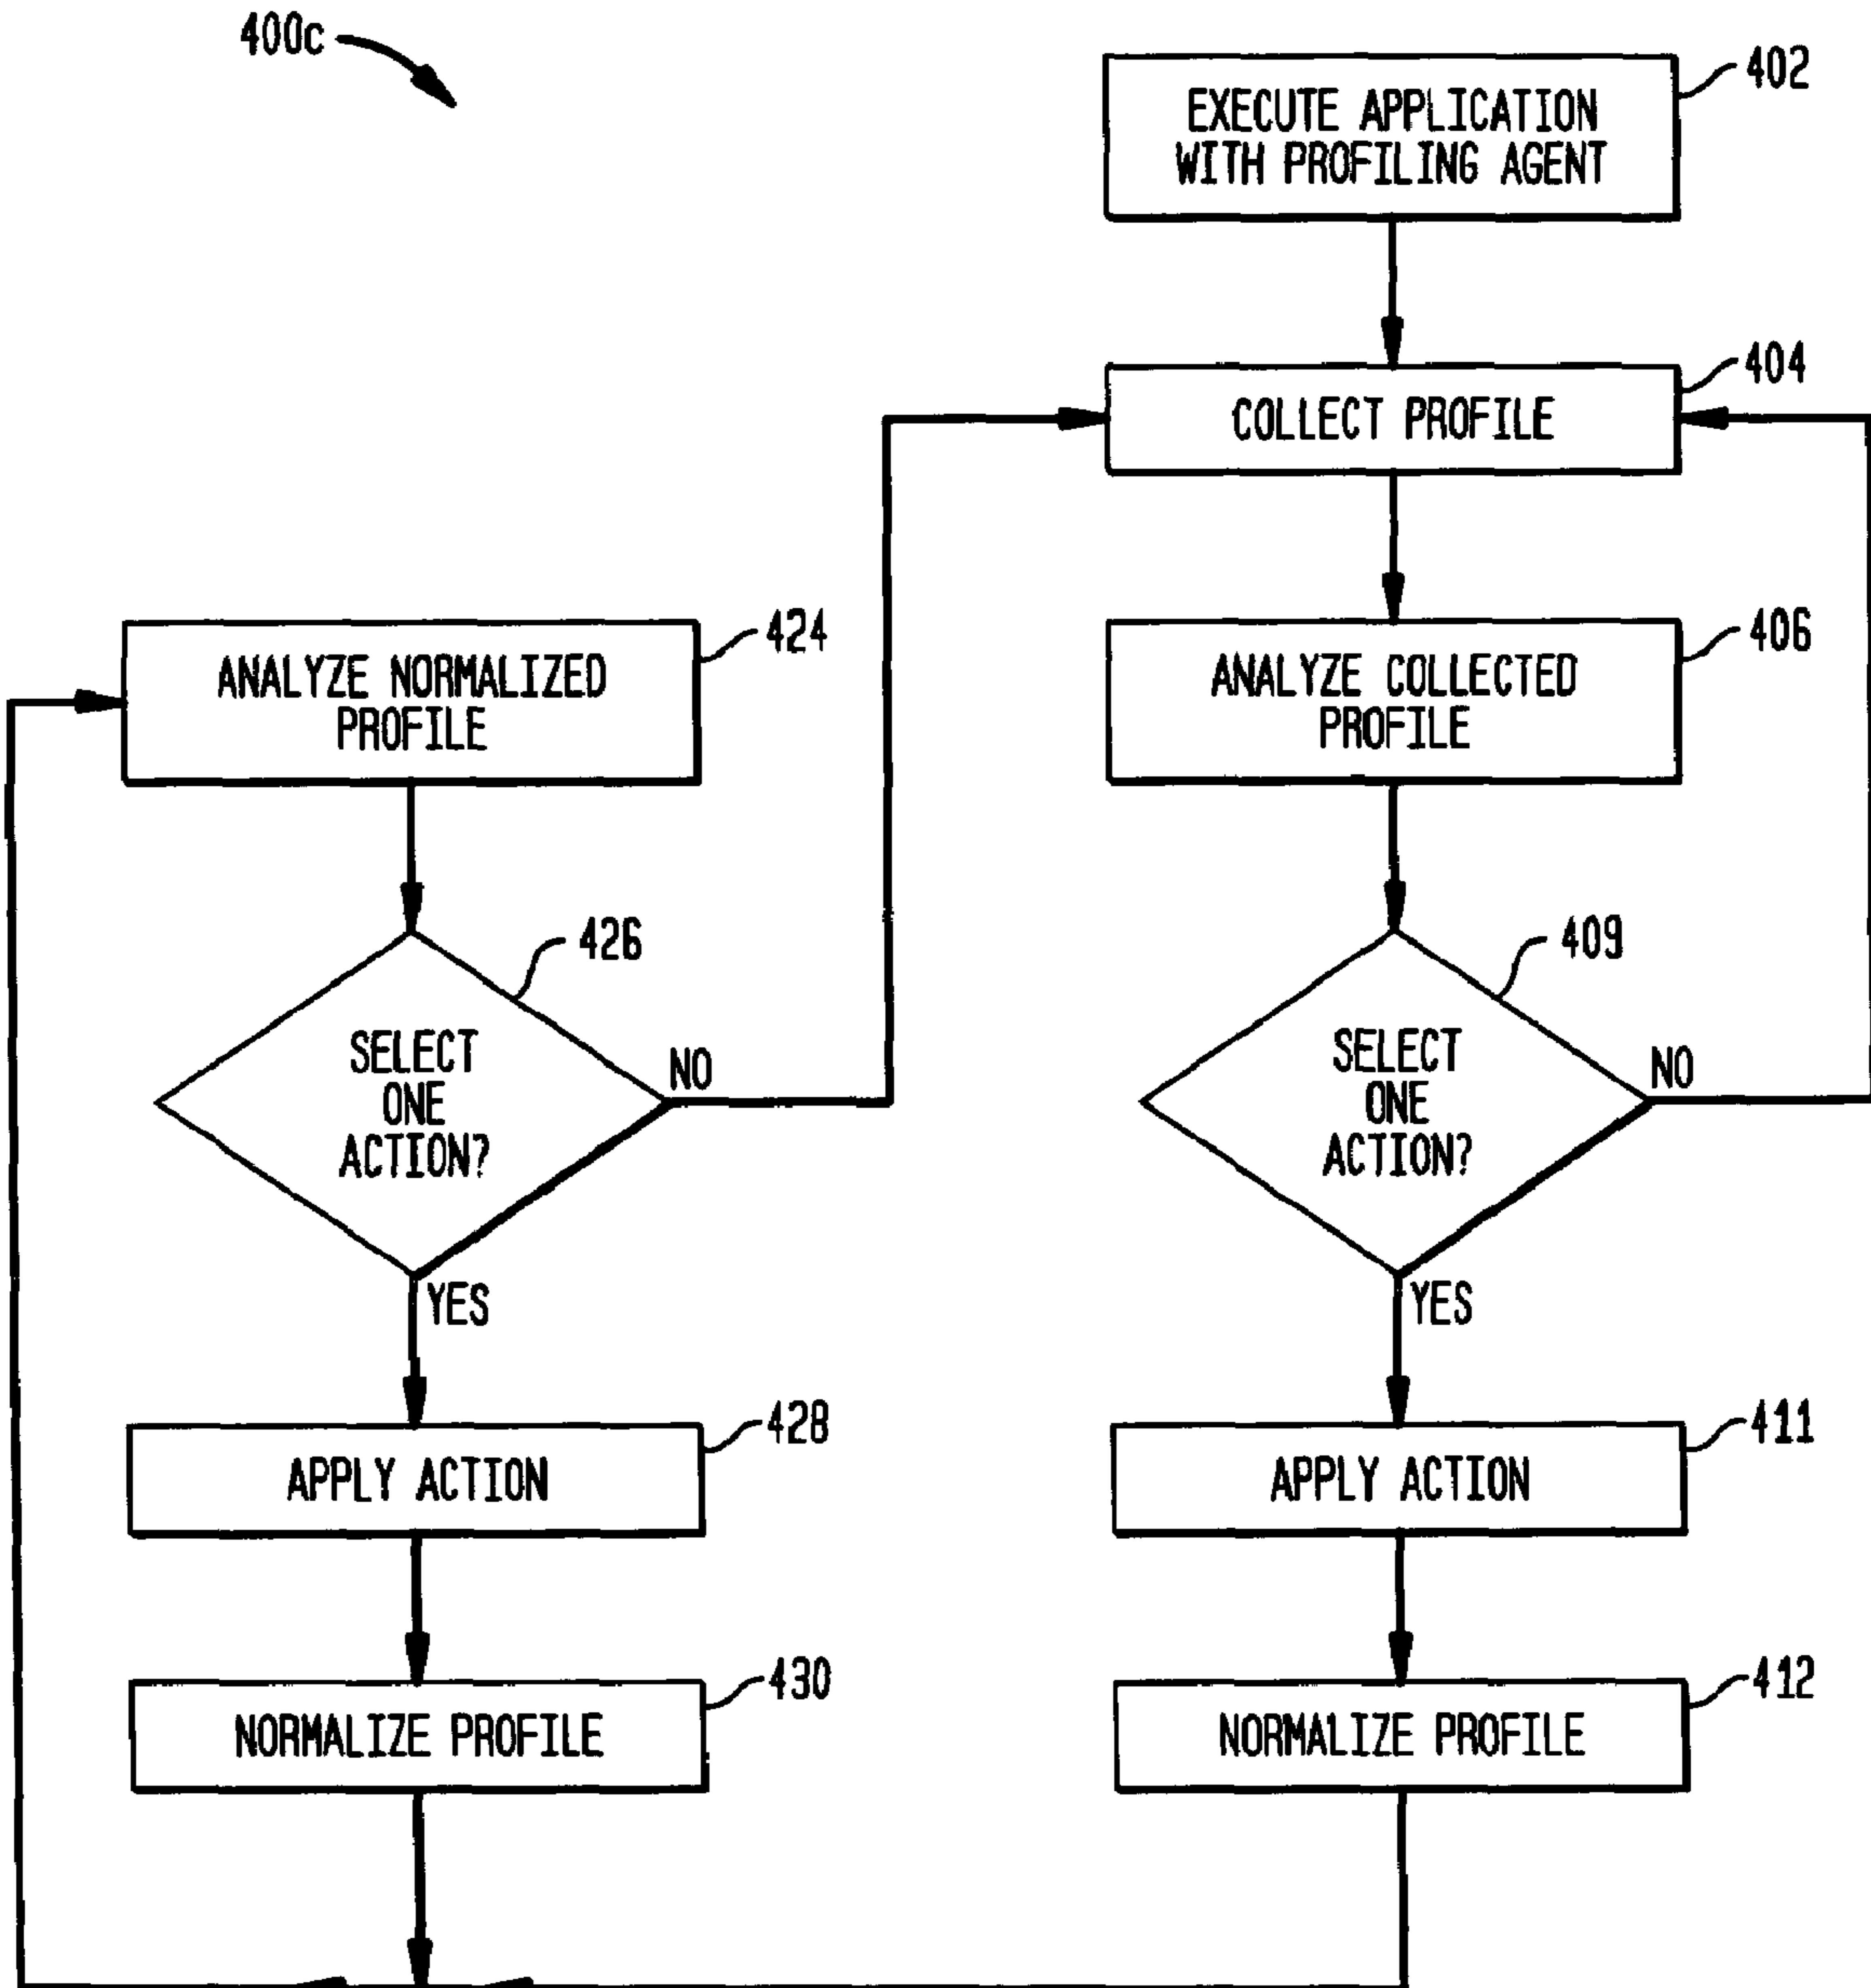 400c
402
EXECUTE APPLICATION
WITH PROFILING AGENT
404
COLLECT PROFILE
424
ANALYZE NORMALIZED
PROFILE
406
ANALYZE COLLECTED
PROFILE
426
SELECT
ONE
ACTION?
NO
YES
409
SELECT
ONE
ACTION?
NO
YES
428
APPLY ACTION
411
APPLY ACTION
430
NORMALIZE PROFILE
412
NORMALIZE PROFILE